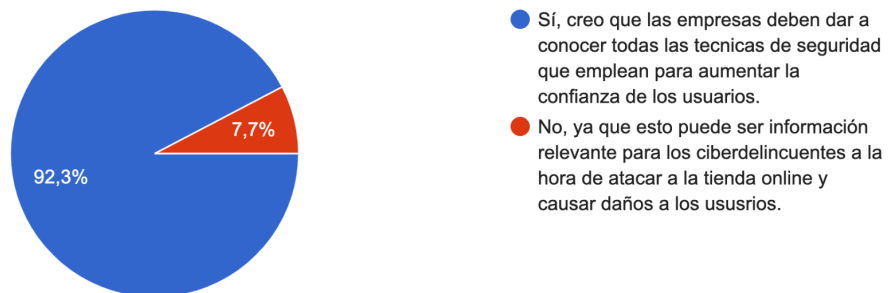 Sí, creo que las empresas deben dar a
conocer todas las tecnicas de seguridad
que emplean para aumentar la
confianza de los usuarios.
No, ya que esto puede ser información
relevante para los ciberdelincuentes a la
hora de atacar a la tienda online y
causar daños a los ususrios.
7,7%
92,3%